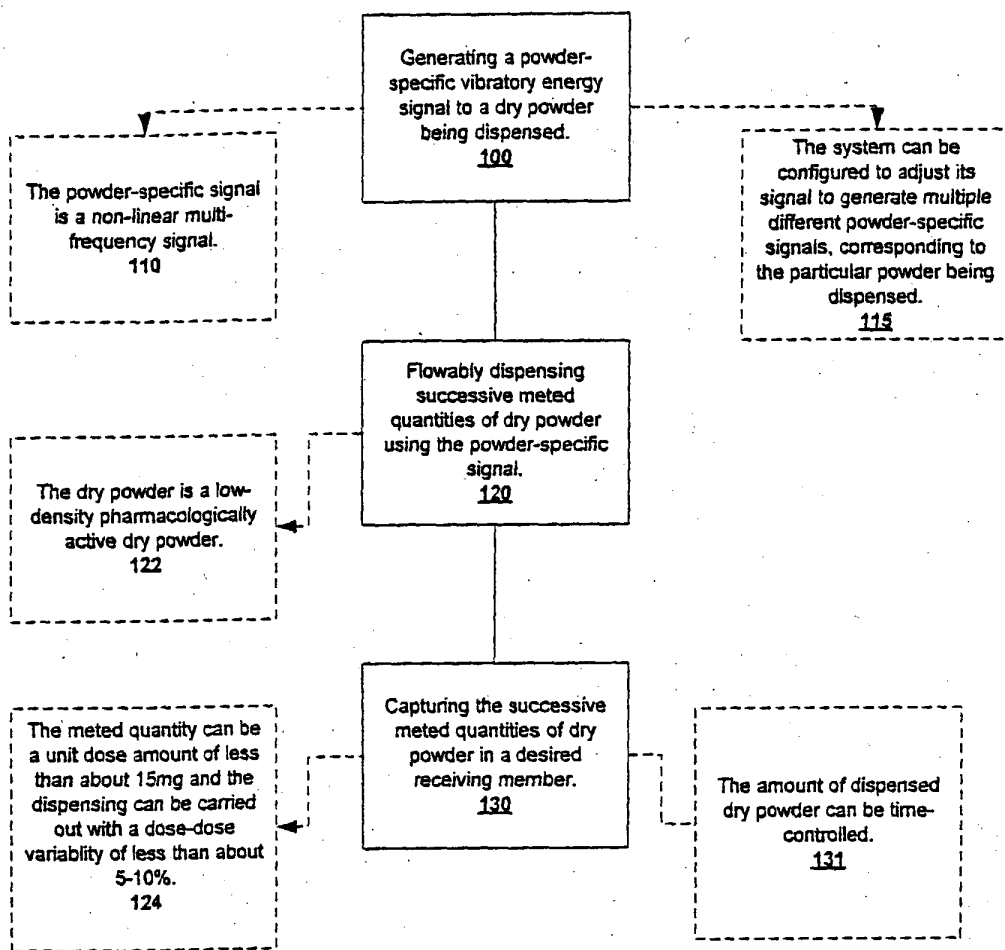 Generating a powder-
specific vibratory energy
signal to a dry powder
being dispensed.
100
The powder-specific signal
is a non-linear multi-
frequency signal.
110
The system can be
configured to adjust its
signal to generate multiple
different powder-specific
signals, corresponding to
the particular powder being
dispensed.
115
Flowably dispensing
successive meted
quantities of dry powder
using the powder-specific
signal.
120
The dry powder is a low-
density pharmacologically
active dry powder.
122
Capturing the successive
meted quantities of dry
powder in a desired
receiving member.
130
The meted quantity can be
a unit dose amount of less
than about 15mg and the
dispensing can be carried
out with a dose-dose
variablity of less than about
5-10%.
124
The amount of dispensed
dry powder can be time-
controlled.
131